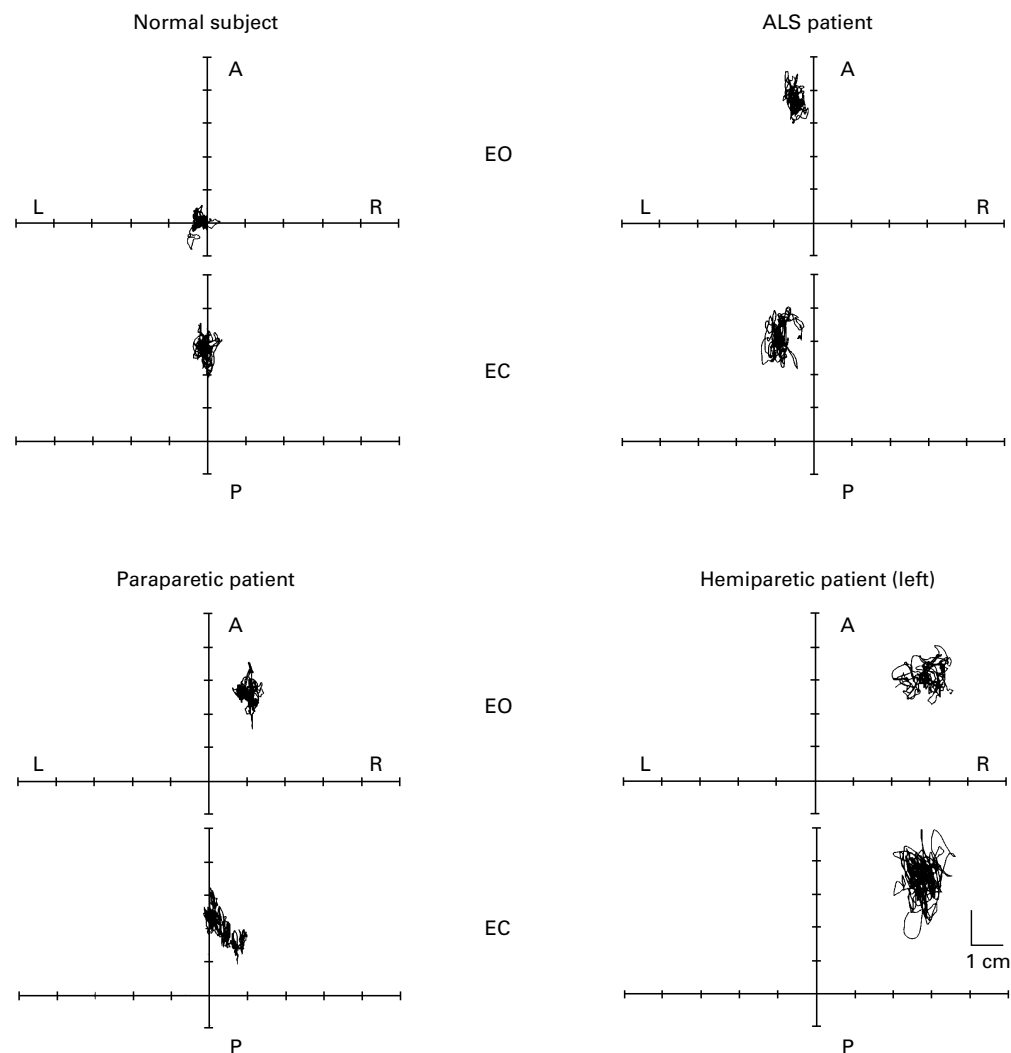 Normal subject
ALS patient
A
A
EO
L
R
L
R
EC
P
P
Paraparetic patient
Hemiparetic patient (left)
A
A
EO
L
R
L
R
EC
1 cm
P
P